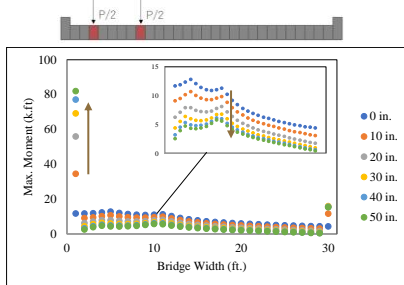 P/2 P/2
100
80
60
40
20
0
Max. Moment (k.ft)
15
10
5
0
0 in.
10 in.
20 in.
30 in.
40 in.
50 in.
0 10 20 30
Bridge Width (ft.)